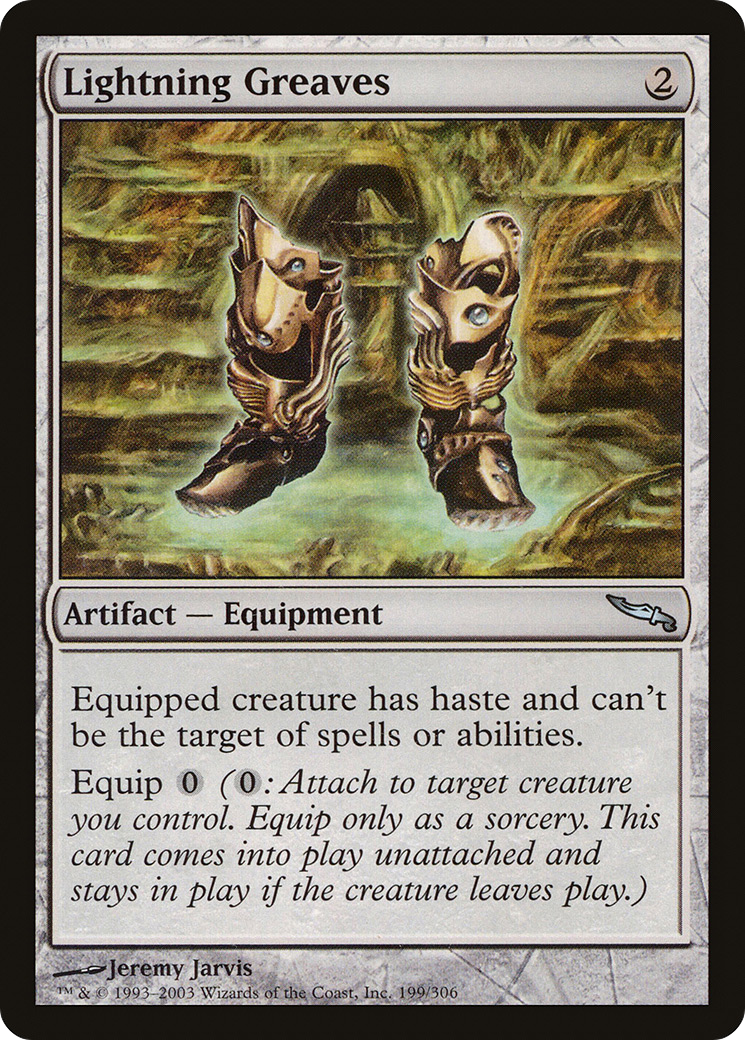 Lightning Greaves 2
Artifact — Equipment
Equipped creature has haste and can't
be the target of spells or abilities.
Equip 0 (0: Attach to target creature
you control. Equip only as a sorcery. This
card comes into play unattached and
stays in play if the creature leaves play.)
Jeremy Jarvis
™ & © 1993–2003 Wizards of the Coast, Inc. 199/306